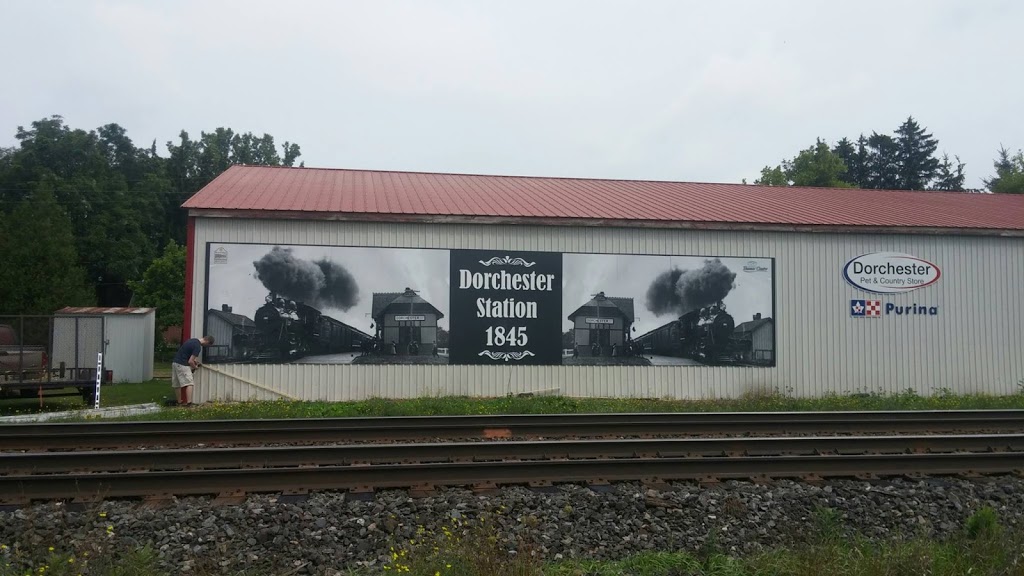 Dorchester
Station
1845
Dorchester
Pet & Country Store
Purina